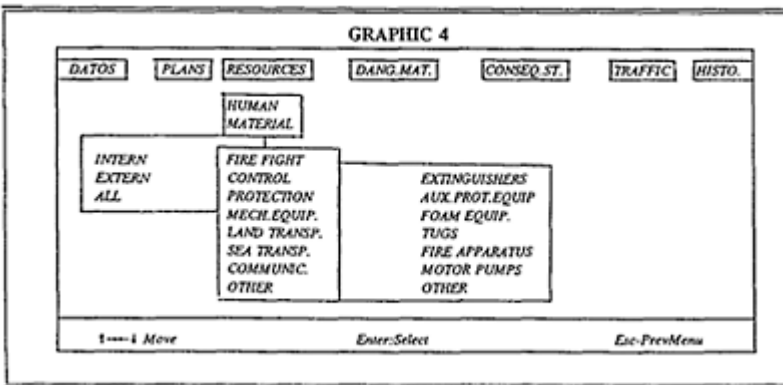 GRAPHIC 4
DATOS PLANS RESOURCES DANG.MAT. CONSEQ.ST. TRAFFIC HISTO.
HUMAN
MATERIAL
INTERN
EXTERN
ALL
FIRE FIGHT
CONTROL
PROTECTION
MECH.EQUIP.
LAND TRANSP.
SEA TRANSP.
COMMUNIC.
OTHER
EXTINGUISHERS
AUX.PROT.EQUIP
FOAM EQUIP.
TUGS
FIRE APPARATUS
MOTOR PUMPS
OTHER
↑----↓ Move Enter:Select Esc-PrevMenu